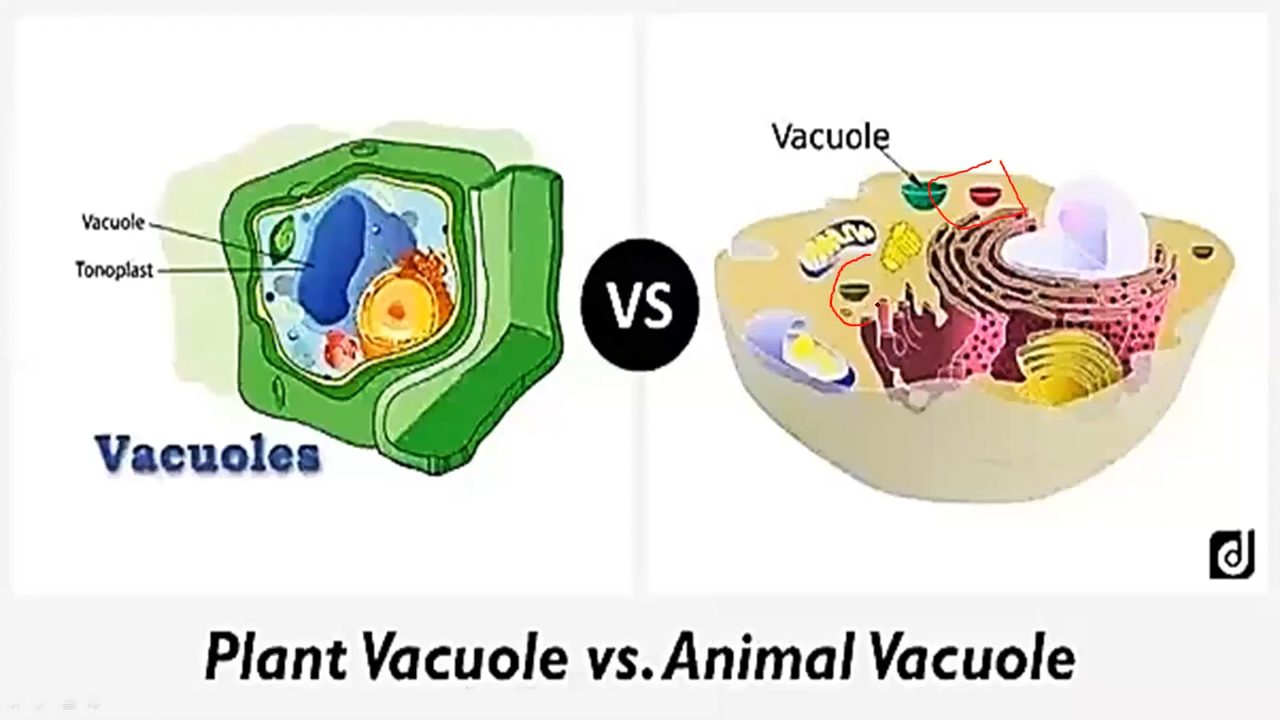 Vacuole
Tonoplast
Vacuoles
VS
Vacuole
d
Plant Vacuole vs. Animal Vacuole